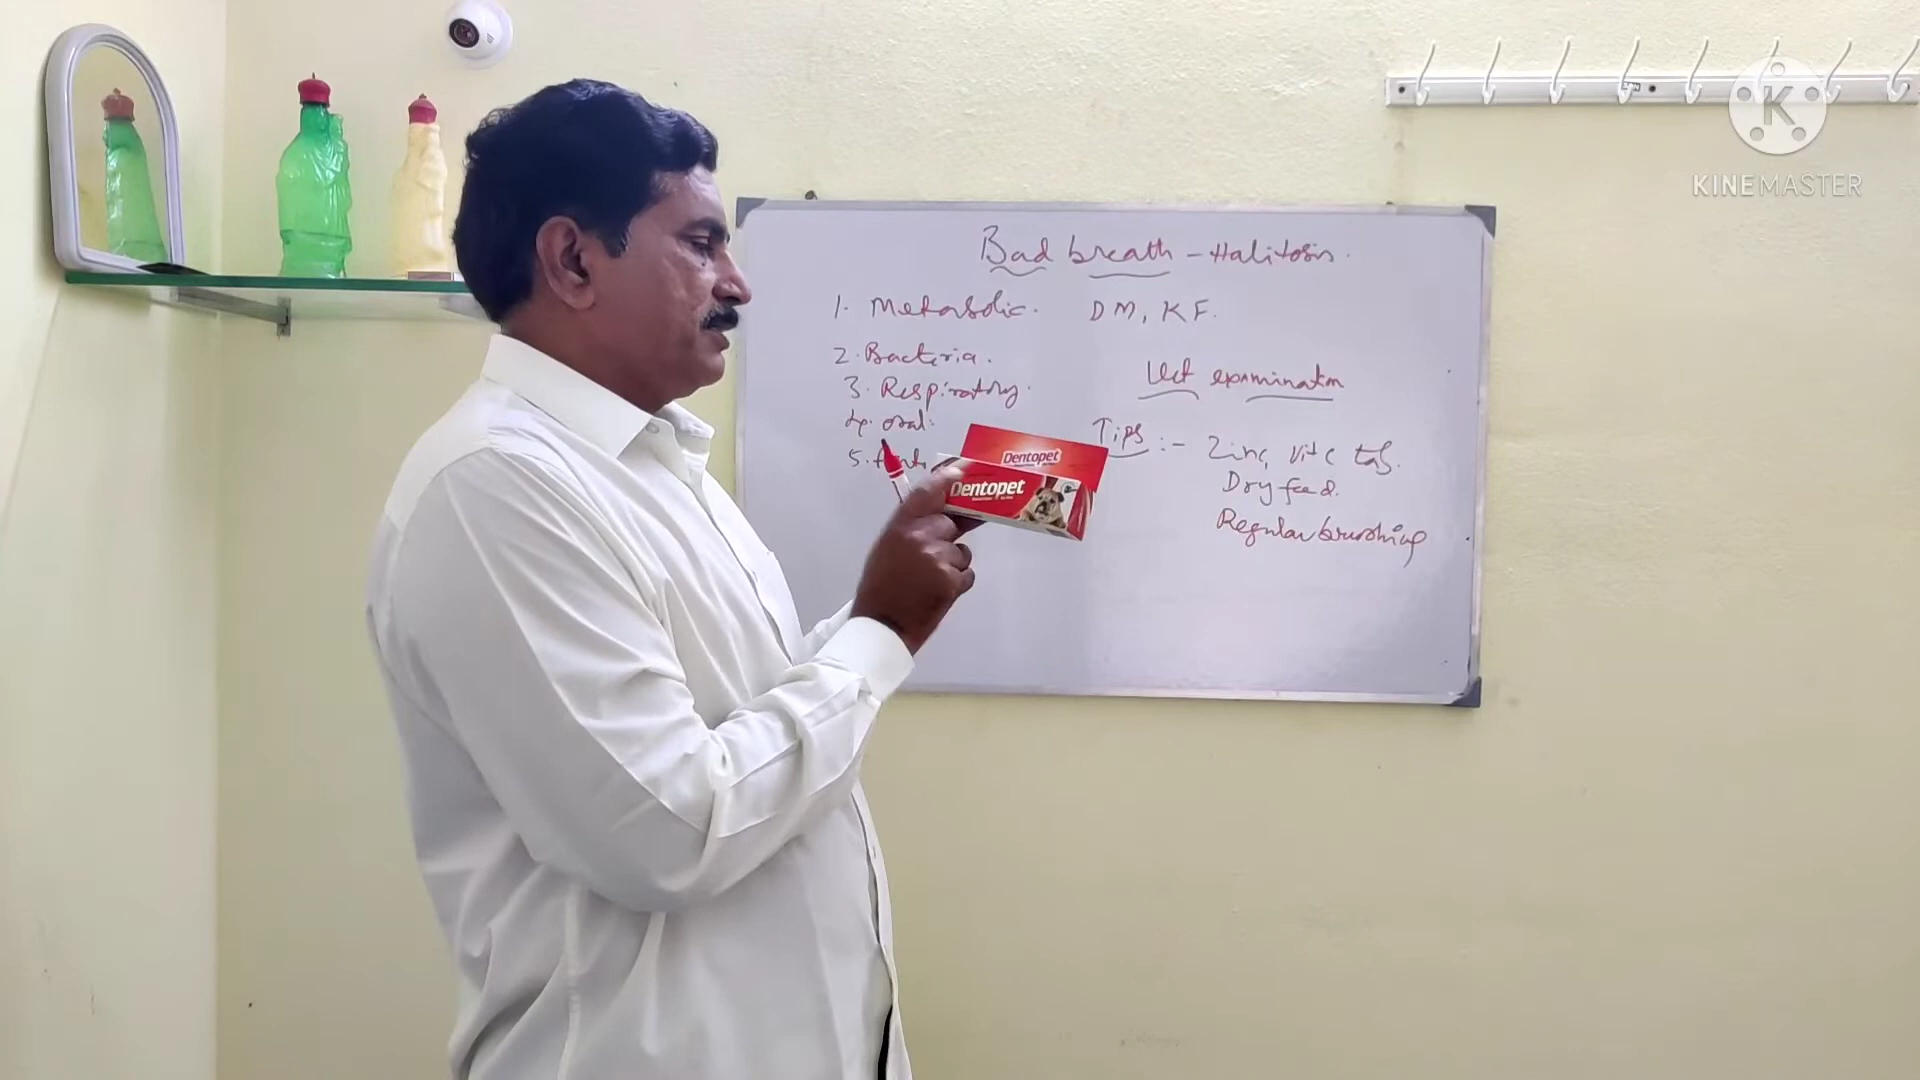 KINEMASTER
Bad breath - Halitosis.
1. Metabolic. DM, KF.
2. Bacteria.
3. Respiratory.
Vet examination
4. oral.
5.
Tips :- Zinc, vit c tab.
Dry feed.
Regular brushing
Dentopet
Dentopet